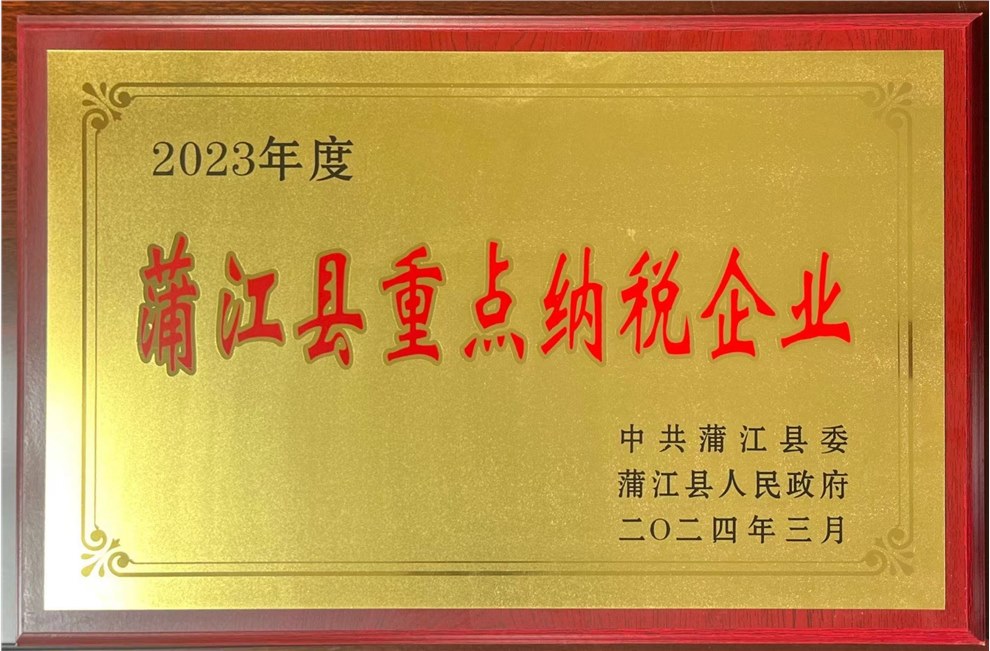 2023年度
蒲江县重点纳税企业
中共蒲江县委
蒲江县人民政府
二〇二四年三月